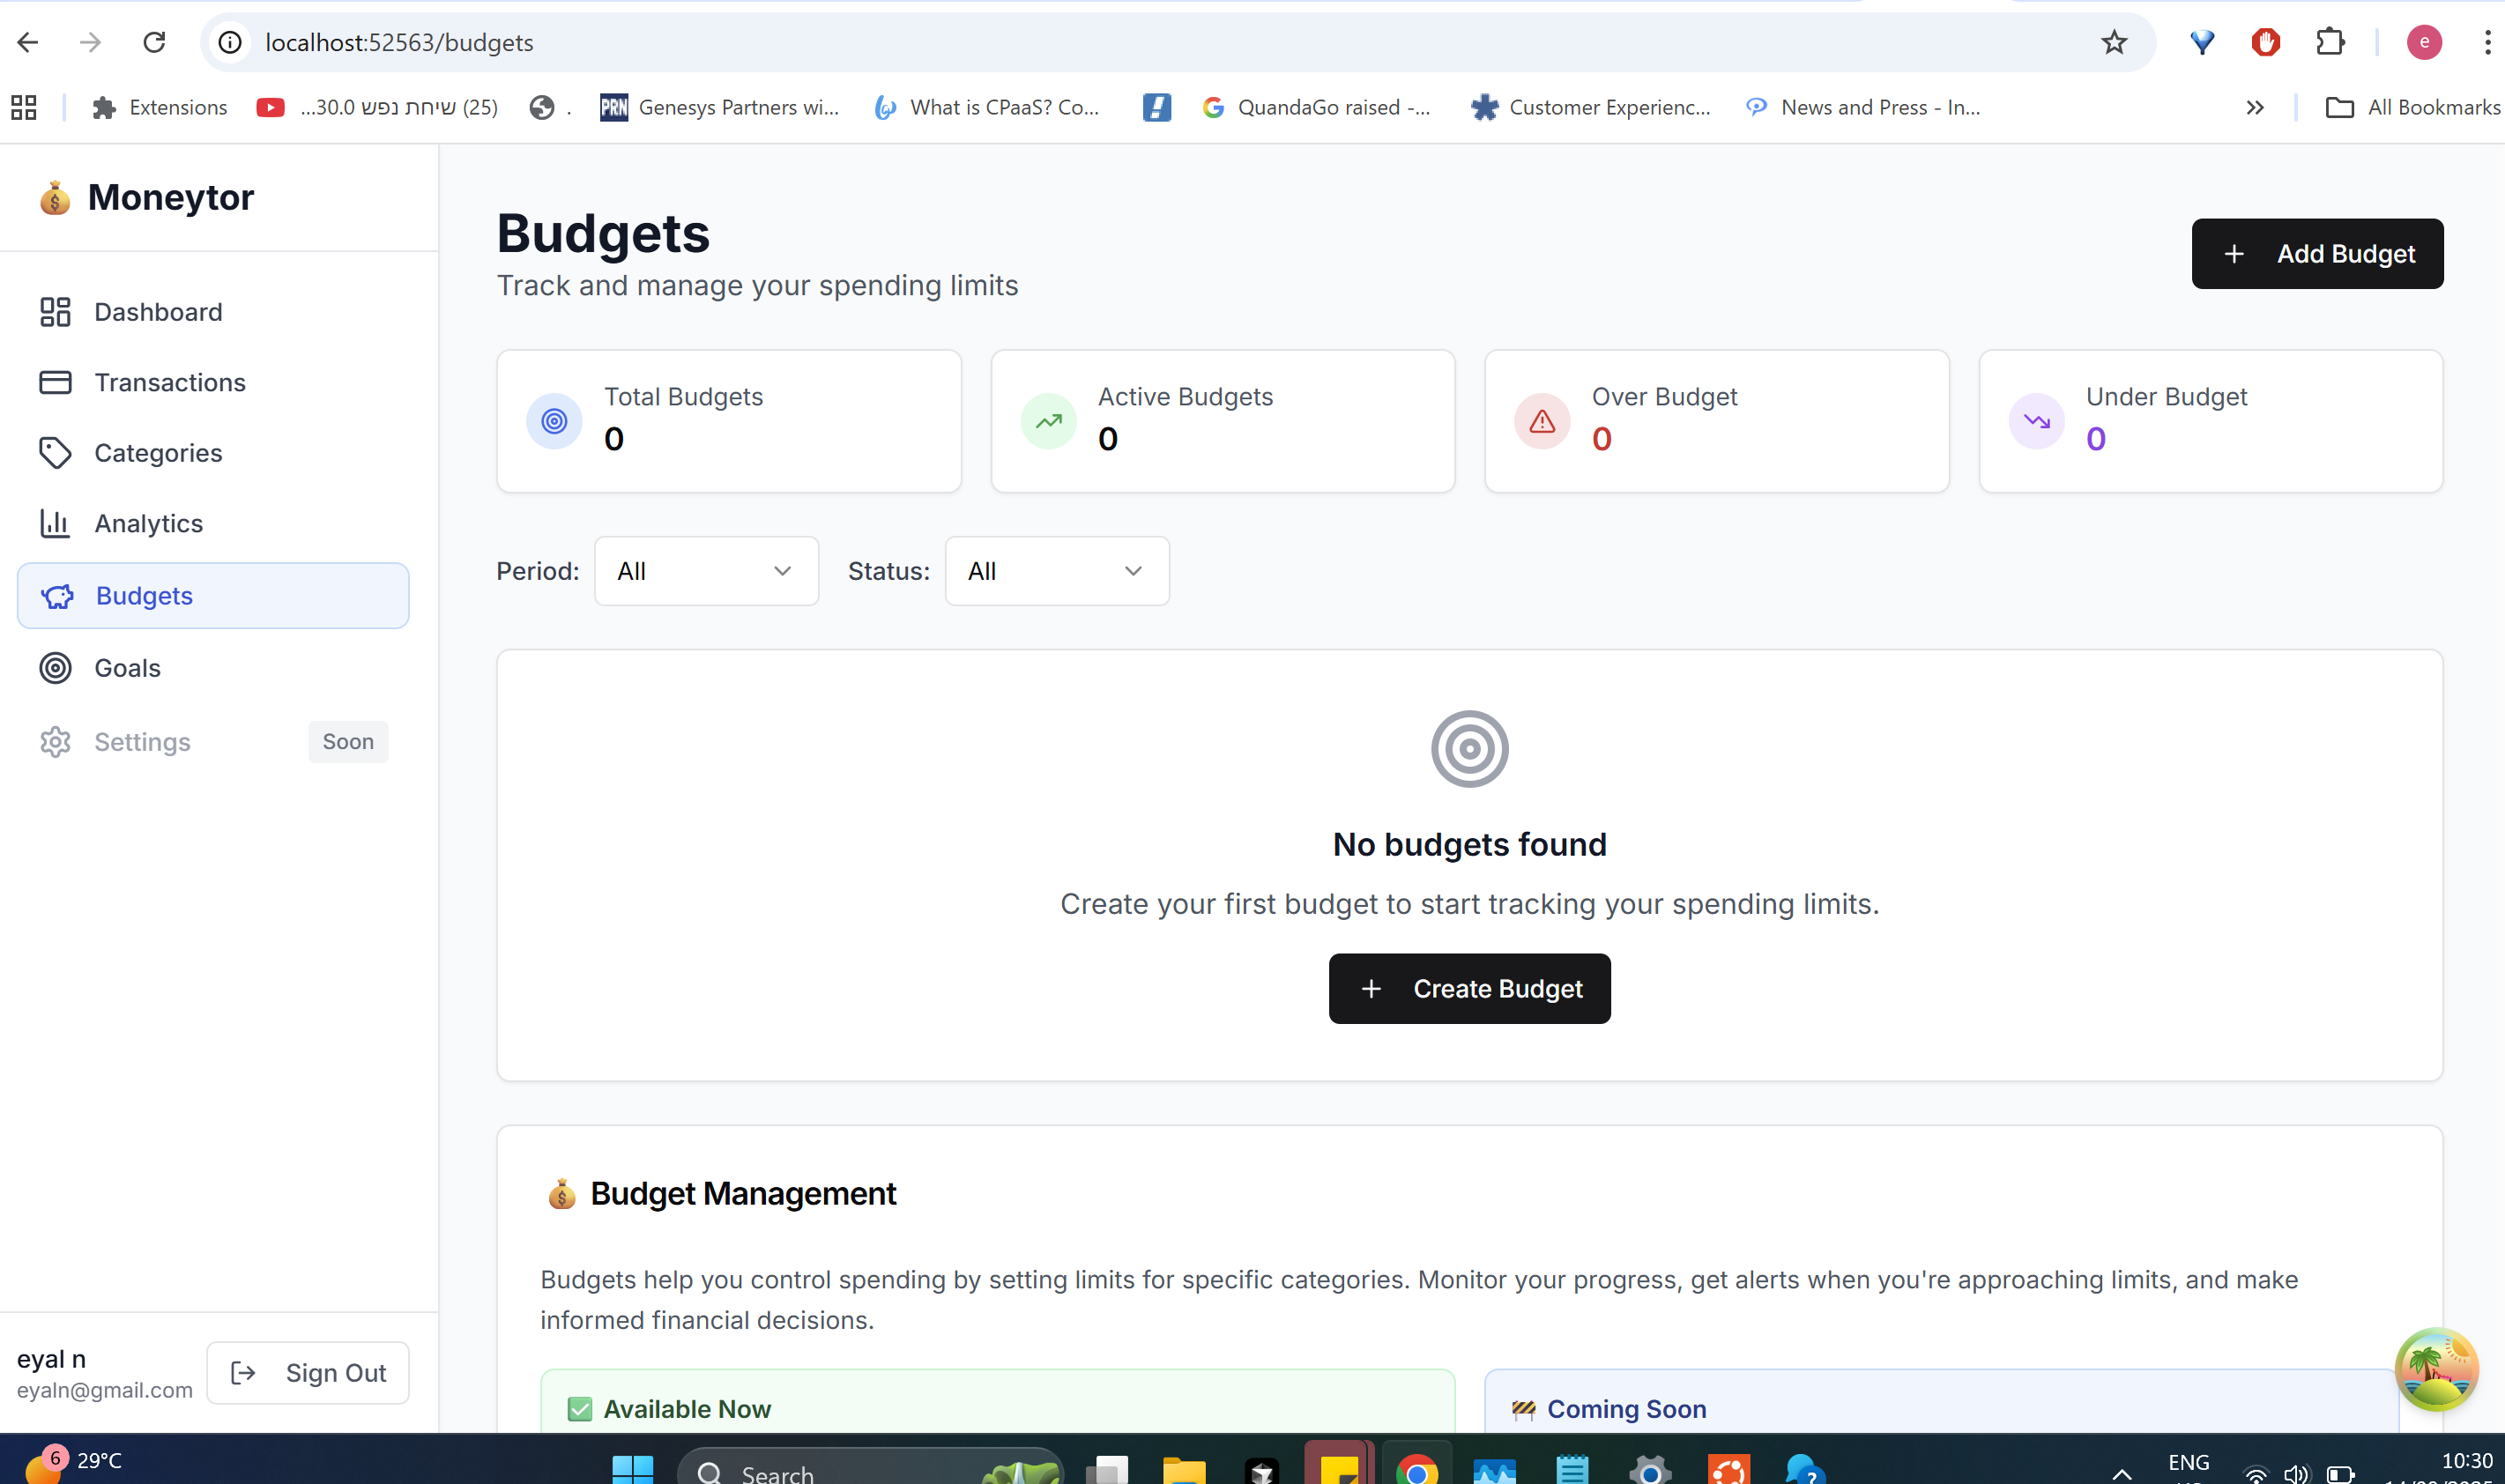 localhost:52563/budgets
e
Extensions
...30.0 שיחת נפש (25)
.
PRN
Genesys Partners wi...
What is CPaaS? Co...
QuandaGo raised -...
Customer Experienc...
News and Press - In...
All Bookmarks
Moneytor
Dashboard
Transactions
Categories
Analytics
Budgets
Goals
Settings
Soon
eyal n
eyaln@gmail.com
Sign Out
Budgets
Track and manage your spending limits
+ Add Budget
Total Budgets
0
Active Budgets
0
Over Budget
0
Under Budget
0
Period:
All
Status:
All
No budgets found
Create your first budget to start tracking your spending limits.
+ Create Budget
Budget Management
Budgets help you control spending by setting limits for specific categories. Monitor your progress, get alerts when you're approaching limits, and make
informed financial decisions.
Available Now
Coming Soon
6
29°C
Search
ENG
10:30